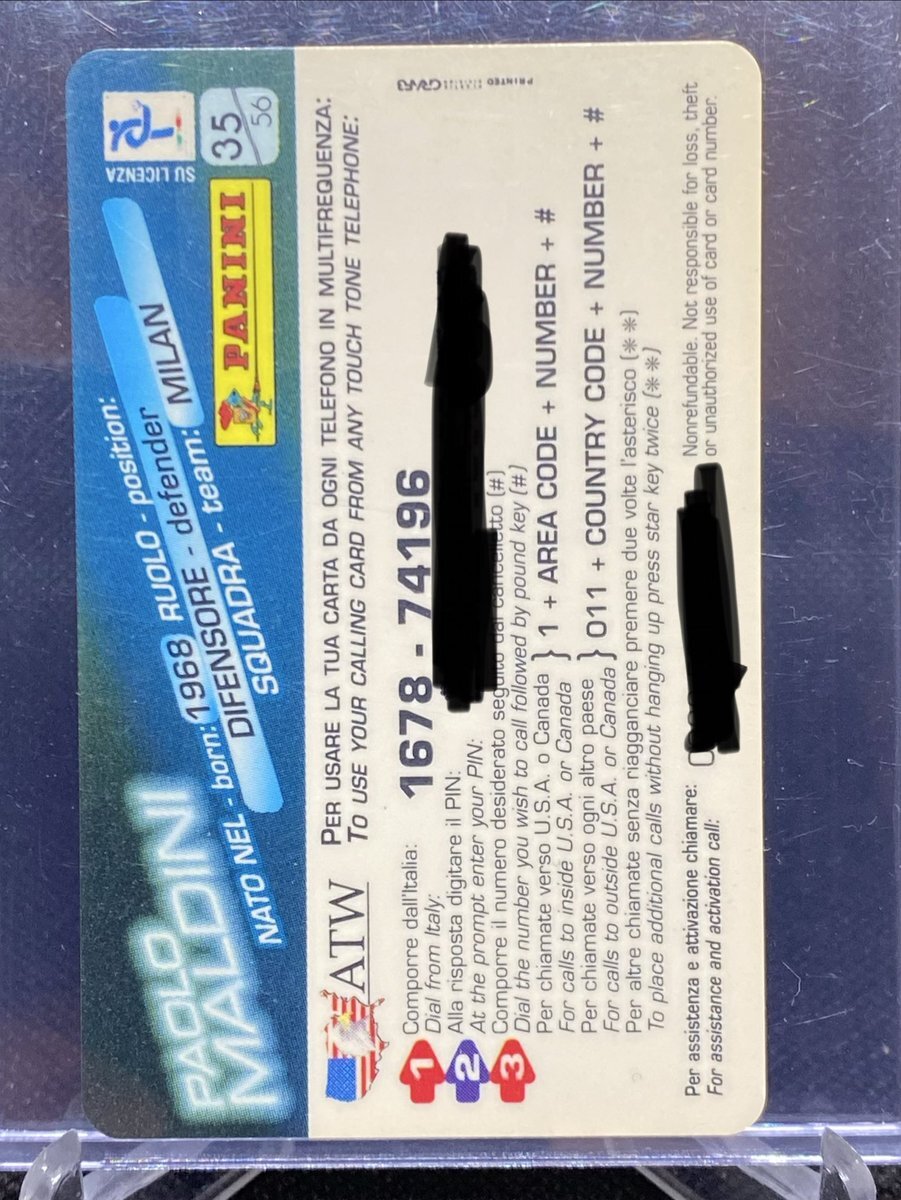 PAOLO
MALDINI
NATO NEL - born: 1968 RUOLO - position:
DIFENSORE - defender
SQUADRA - team: MILAN
SU LICENZA
35/56
PANINI
ATW
PER USARE LA TUA CARTA DA OGNI TELEFONO IN MULTIFREQUENZA:
TO USE YOUR CALLING CARD FROM ANY TOUCH TONE TELEPHONE:
1 Comporre dall'Italia: 1678 - 74196
Dial from Italy:
2 Alla risposta digitare il PIN:
At the prompt enter your PIN:
3 Comporre il numero desiderato seguito dal cancelletto (#)
Dial the number you wish to call followed by pound key (#)
Per chiamate verso U.S.A. o Canada } 1 + AREA CODE + NUMBER + #
For calls to inside U.S.A. or Canada
Per chiamate verso ogni altro paese } 011 + COUNTRY CODE + NUMBER + #
For calls to outside U.S.A. or Canada
Per altre chiamate senza riagganciare premere due volte l'asterisco (**)
To place additional calls without hanging up press star key twice (**)
Per assistenza e attivazione chiamare:
For assistance and activation call:
Nonrefundable. Not responsible for loss, theft
or unauthorized use of card or card number.
PRINTED